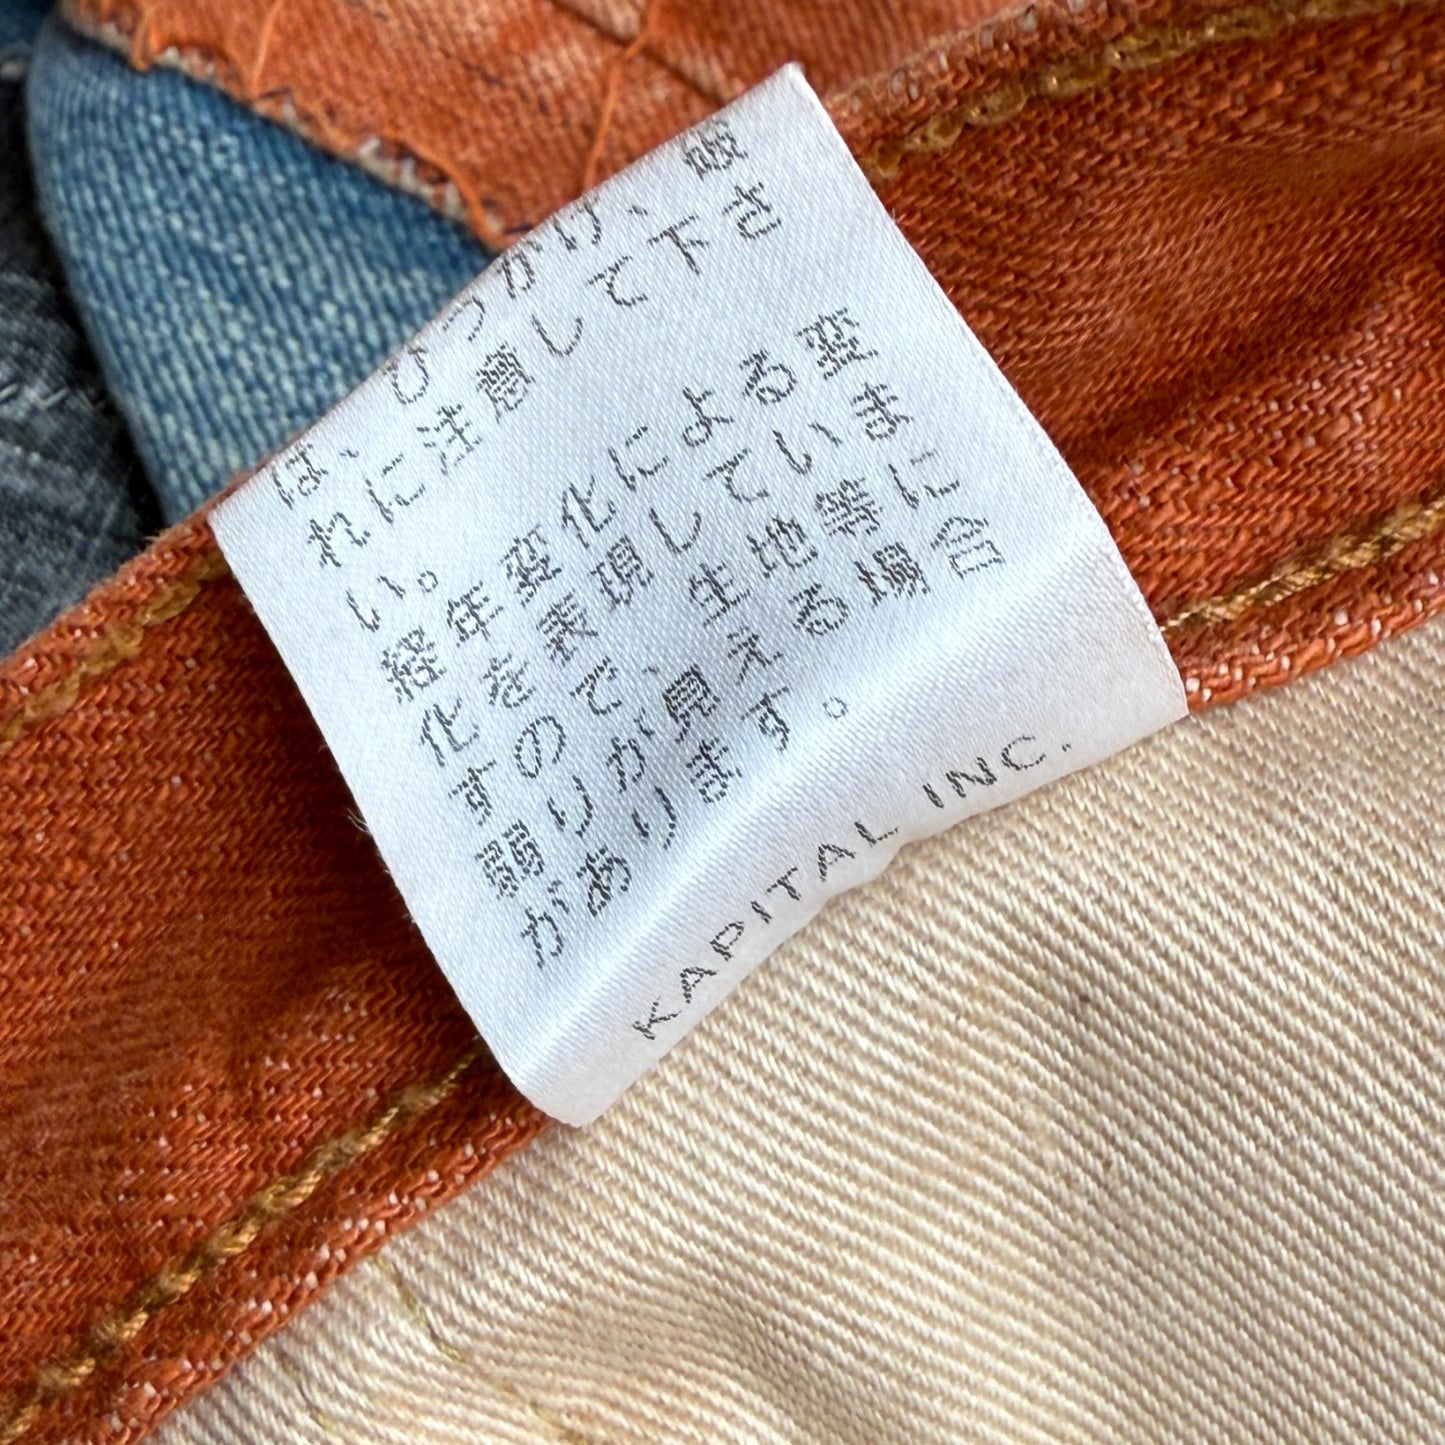 は、ひっかけ、破
れに注意して下さ
い。
経年変化による変
化を表現していま
すので、生地等に
弱りが見える場合
があります。
KAPITAL INC.